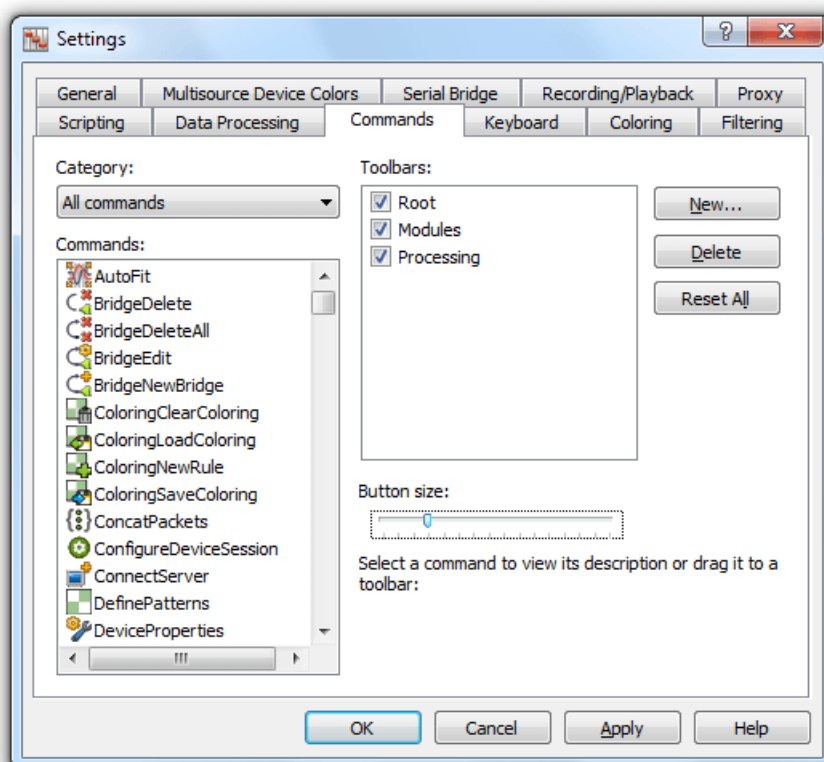 Settings
General Multisource Device Colors Serial Bridge Recording/Playback Proxy
Scripting Data Processing Commands Keyboard Coloring Filtering
Category:
All commands
Commands:
AutoFit
BridgeDelete
BridgeDeleteAll
BridgeEdit
BridgeNewBridge
ColoringClearColoring
ColoringLoadColoring
ColoringNewRule
ColoringSaveColoring
ConcatPackets
ConfigureDeviceSession
ConnectServer
DefinePatterns
DeviceProperties
Toolbars:
Root
Modules
Processing
New...
Delete
Reset All
Button size:
Select a command to view its description or drag it to a
toolbar:
OK Cancel Apply Help